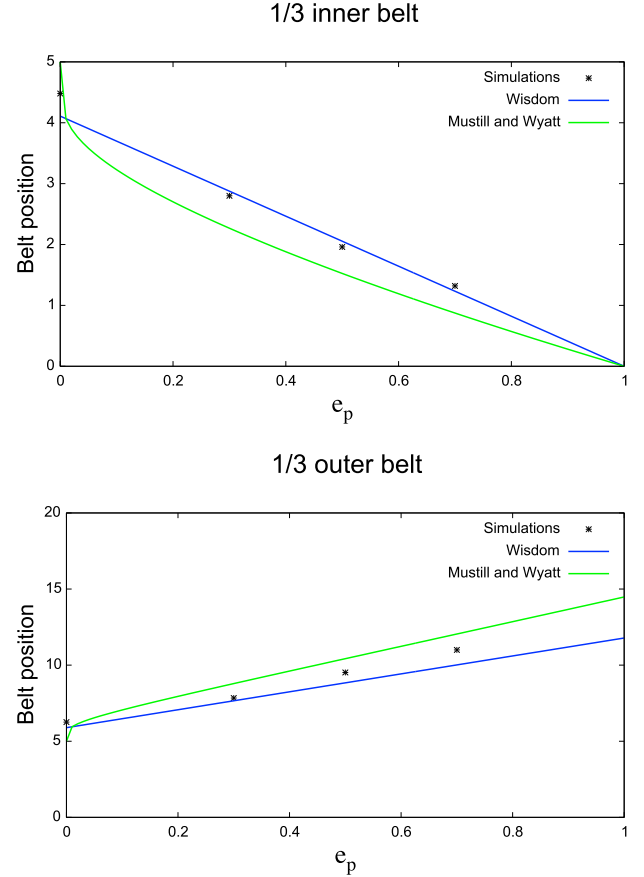 1/3 inner belt
5
4
3
2
1
0
Belt position
Simulations
Wisdom
Mustill and Wyatt
0
0.2
0.4
0.6
0.8
1
e_p
1/3 outer belt
20
15
10
5
0
Belt position
Simulations
Wisdom
Mustill and Wyatt
0
0.2
0.4
0.6
0.8
1
e_p